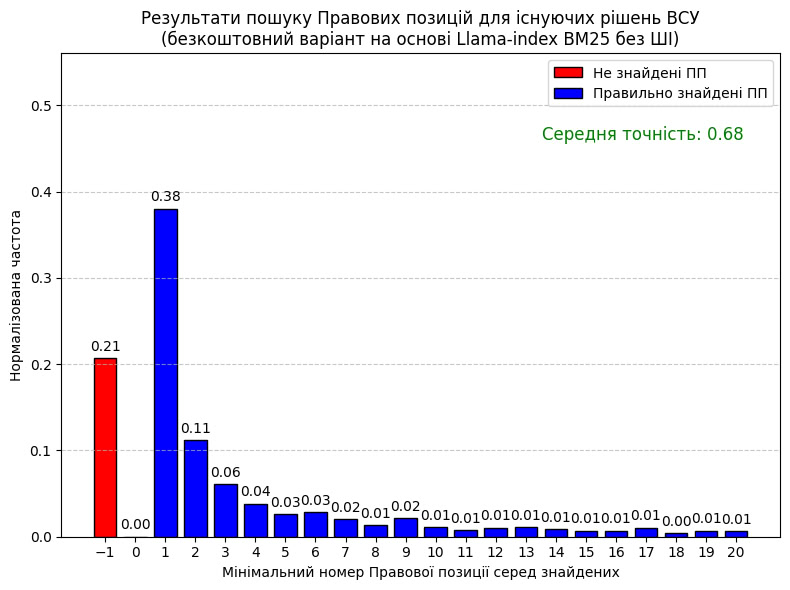 Результати пошуку Правових позицій для існуючих рішень ВСУ
(безкоштовний варіант на основі Llama-index BM25 без ШІ)
Не знайдені ПП
Правильно знайдені ПП
Середня точність: 0.68
Нормалізована частота
0.5
0.4
0.3
0.2
0.1
0.0
0.21 0.00 0.38 0.11 0.06 0.04 0.03 0.03 0.02 0.01 0.02 0.01 0.01 0.01 0.01 0.01 0.01 0.01 0.01 0.00 0.01 0.01
−1 0 1 2 3 4 5 6 7 8 9 10 11 12 13 14 15 16 17 18 19 20
Мінімальний номер Правової позиції серед знайдених